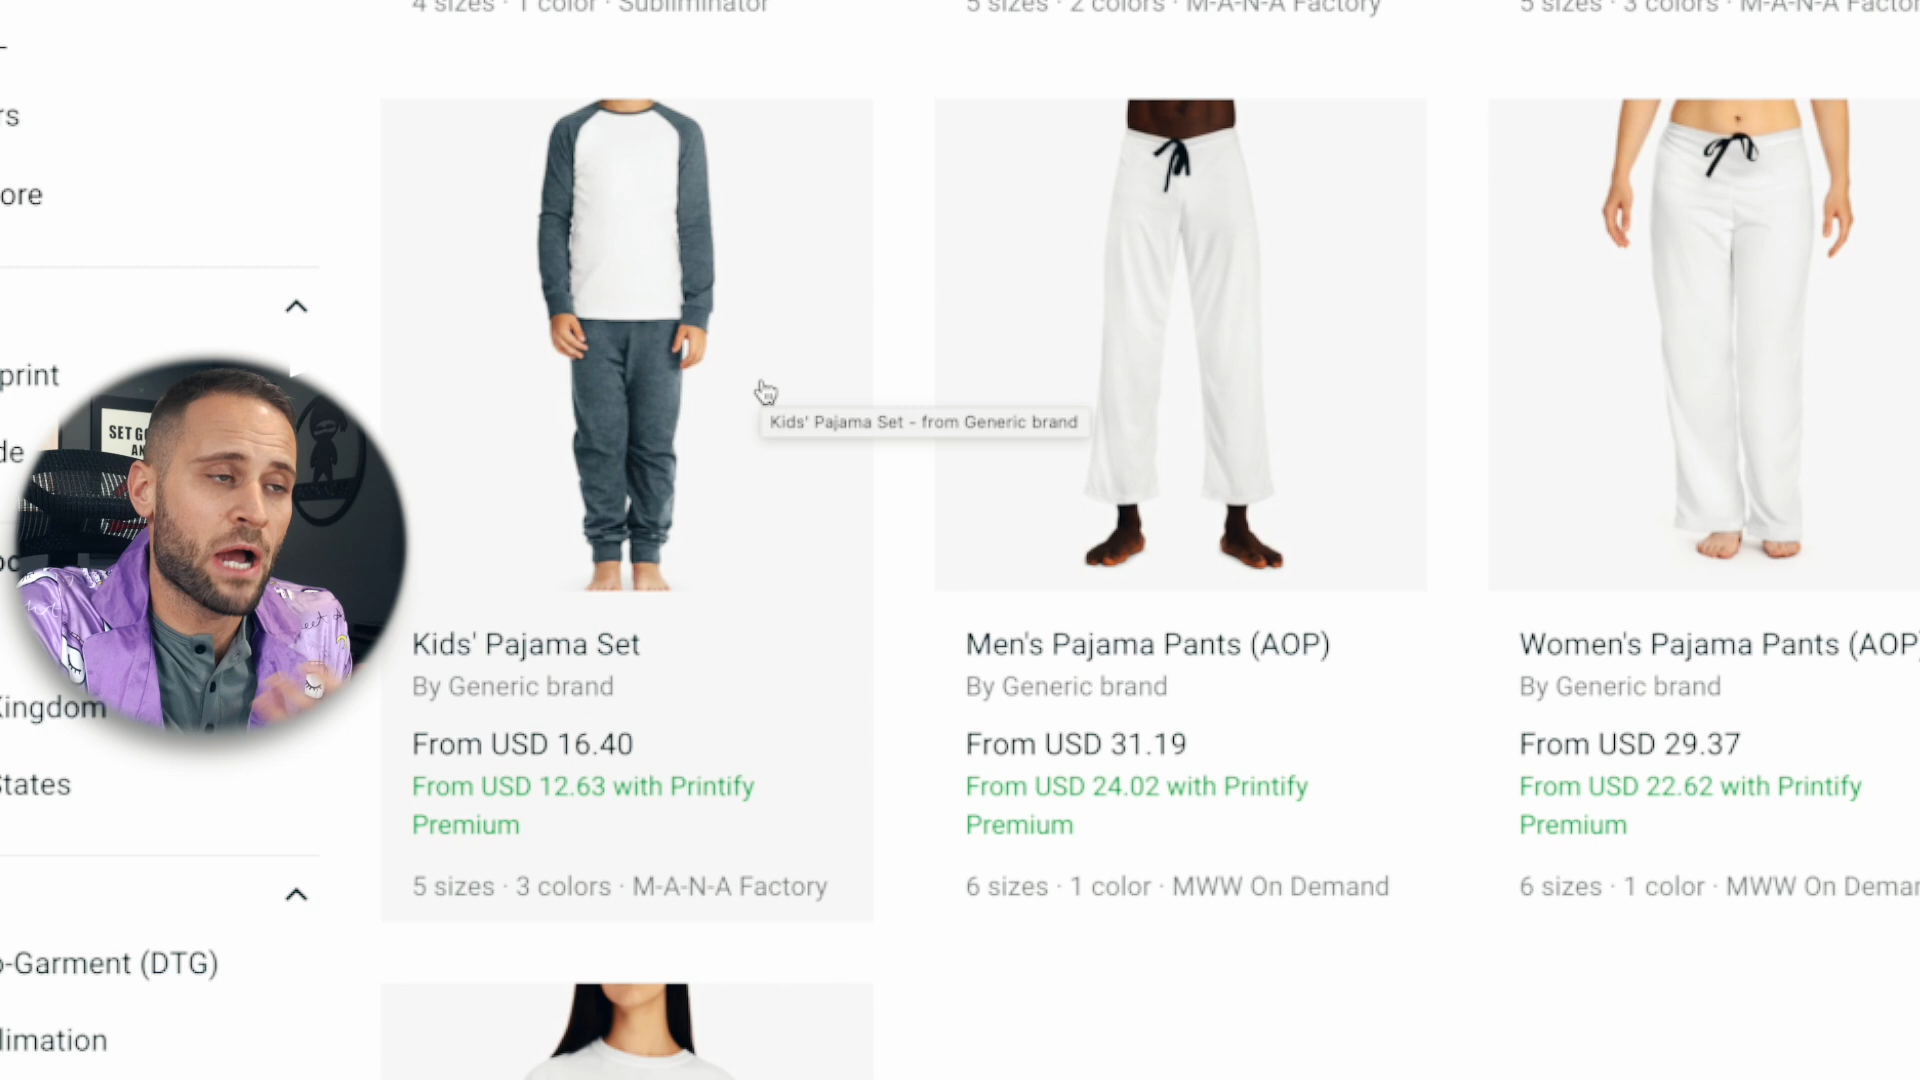 4 sizes · 1 color · Subliminator
5 sizes · 2 colors · M-A-N-A Factory
5 sizes · 3 colors · M-A-N-A Factor
rs
ore
print
de
Kingdom
States
o-Garment (DTG)
limation
SET GO
AN
Kids' Pajama Set - from Generic brand
Kids' Pajama Set
By Generic brand
From USD 16.40
From USD 12.63 with Printify
Premium
5 sizes · 3 colors · M-A-N-A Factory
Men's Pajama Pants (AOP)
By Generic brand
From USD 31.19
From USD 24.02 with Printify
Premium
6 sizes · 1 color · MWW On Demand
Women's Pajama Pants (AOP)
By Generic brand
From USD 29.37
From USD 22.62 with Printify
Premium
6 sizes · 1 color · MWW On Deman